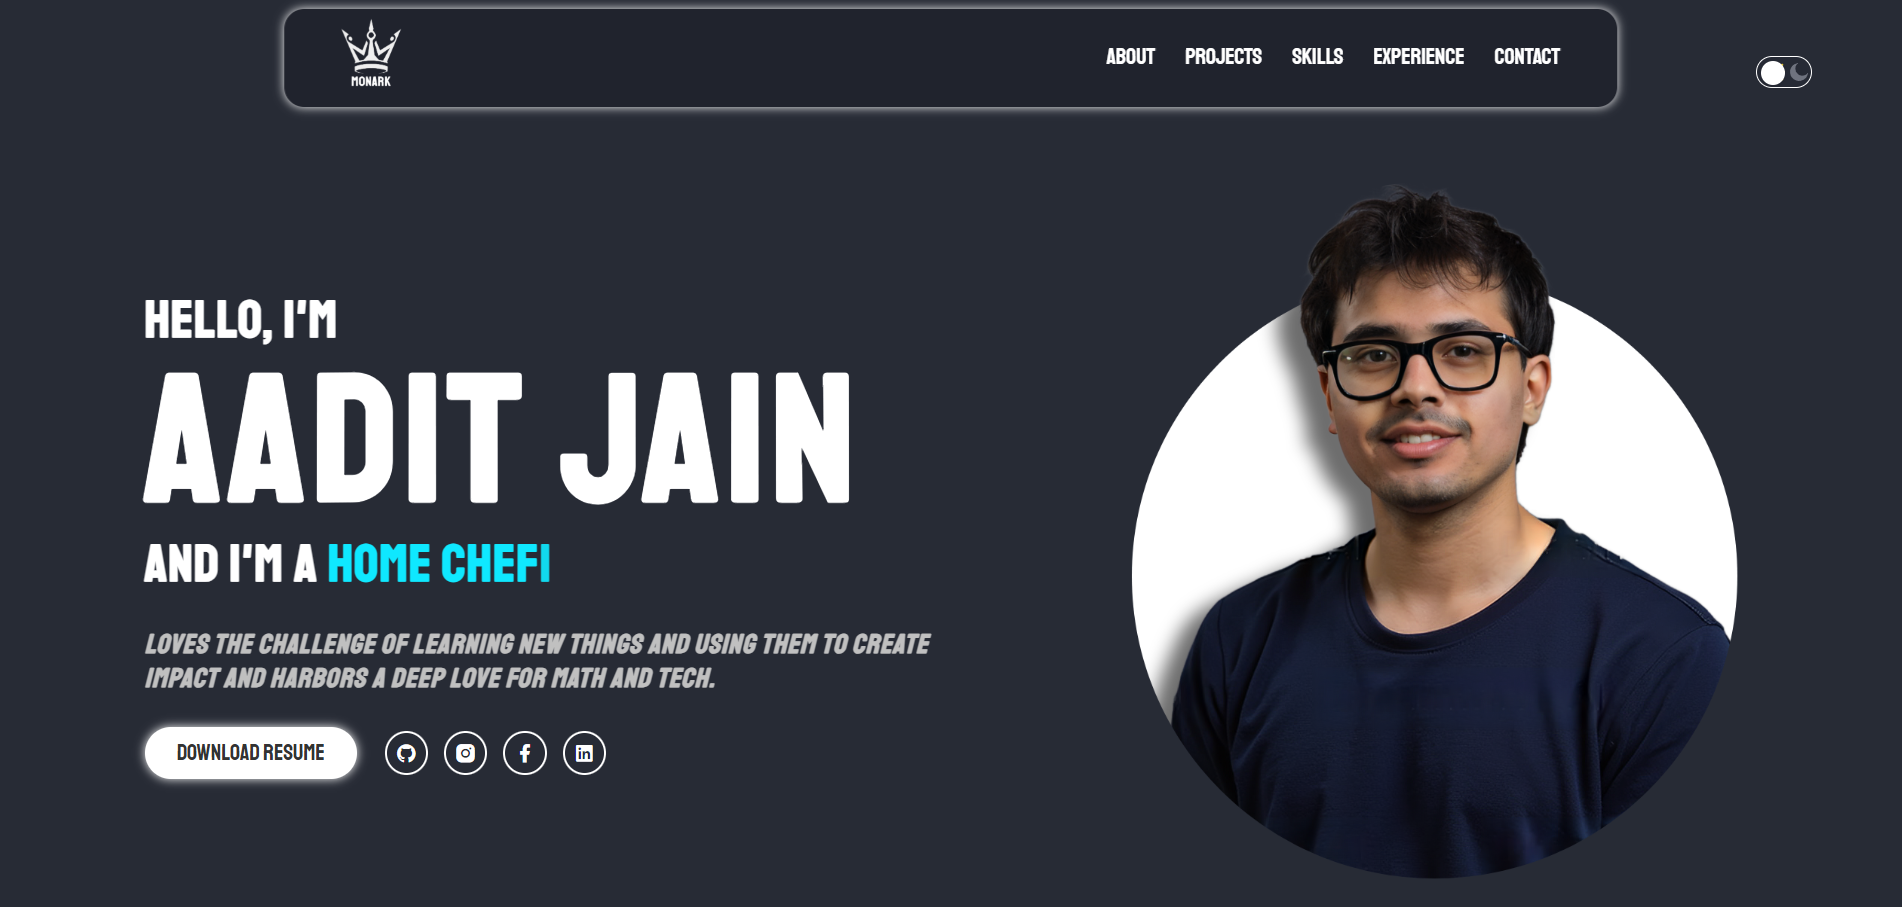 MONARK
ABOUT PROJECTS SKILLS EXPERIENCE CONTACT
HELLO, I'M
AADIT JAIN
AND I'M A HOME CHEF
LOVES THE CHALLENGE OF LEARNING NEW THINGS AND USING THEM TO CREATE
IMPACT AND HARBORS A DEEP LOVE FOR MATH AND TECH.
DOWNLOAD RESUME